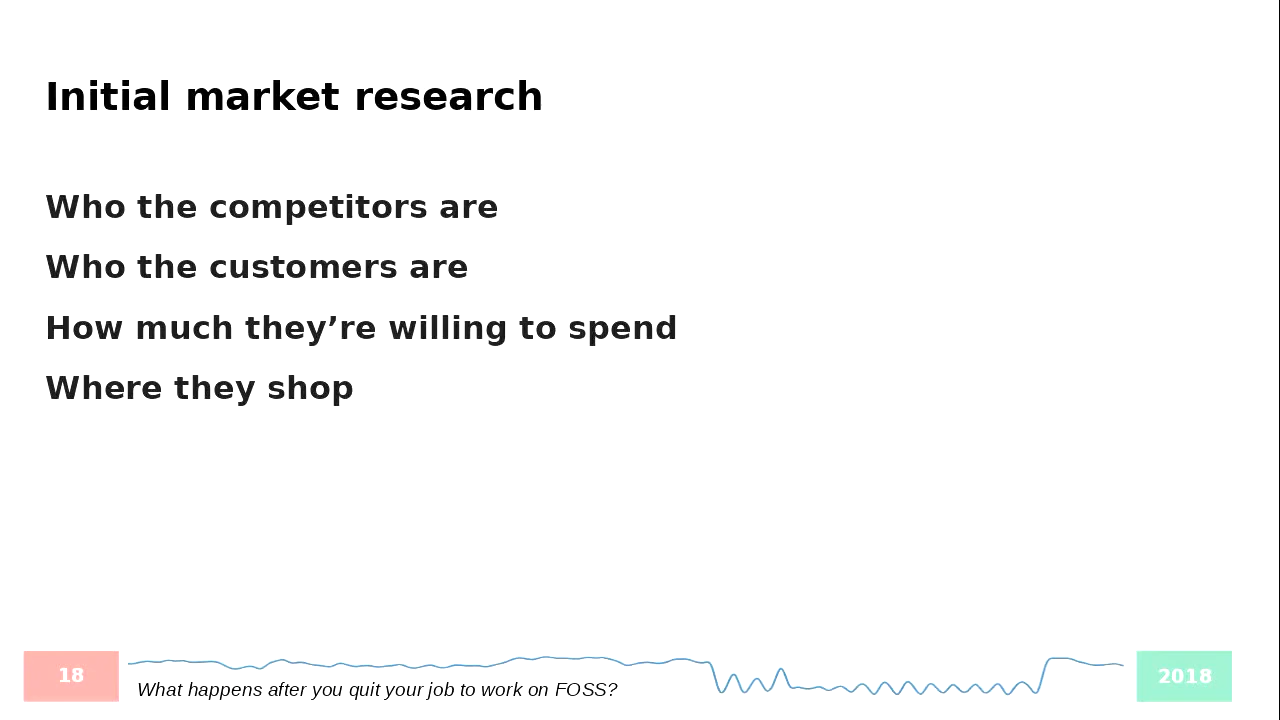 Initial market research
Who the competitors are
Who the customers are
How much they’re willing to spend
Where they shop
18
What happens after you quit your job to work on FOSS?
2018